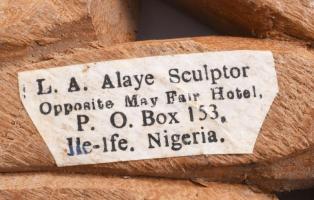 L. A. Alaye Sculptor
Opposite May Fair Hotel,
P. O. Box 153,
Ile-Ife. Nigeria.